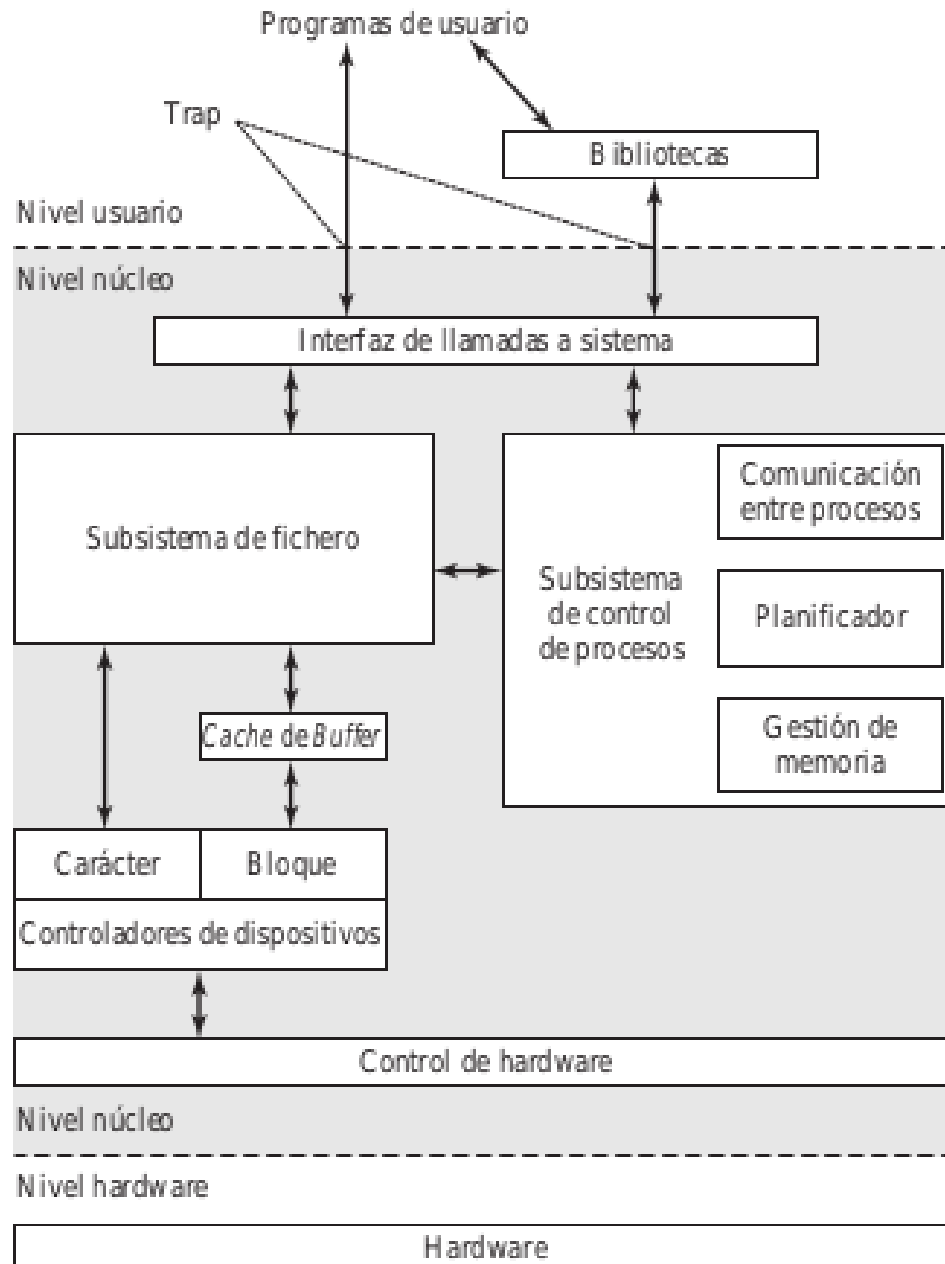 Programas de usuario
Trap
Bibliotecas
Nivel usuario
Nivel núcleo
Interfaz de llamadas a sistema
Subsistema de fichero
Subsistema
de control
de procesos
Comunicación
entre procesos
Planificador
Gestión de
memoria
Cache de Buffer
Carácter
Bloque
Controladores de dispositivos
Control de hardware
Nivel núcleo
Nivel hardware
Hardware